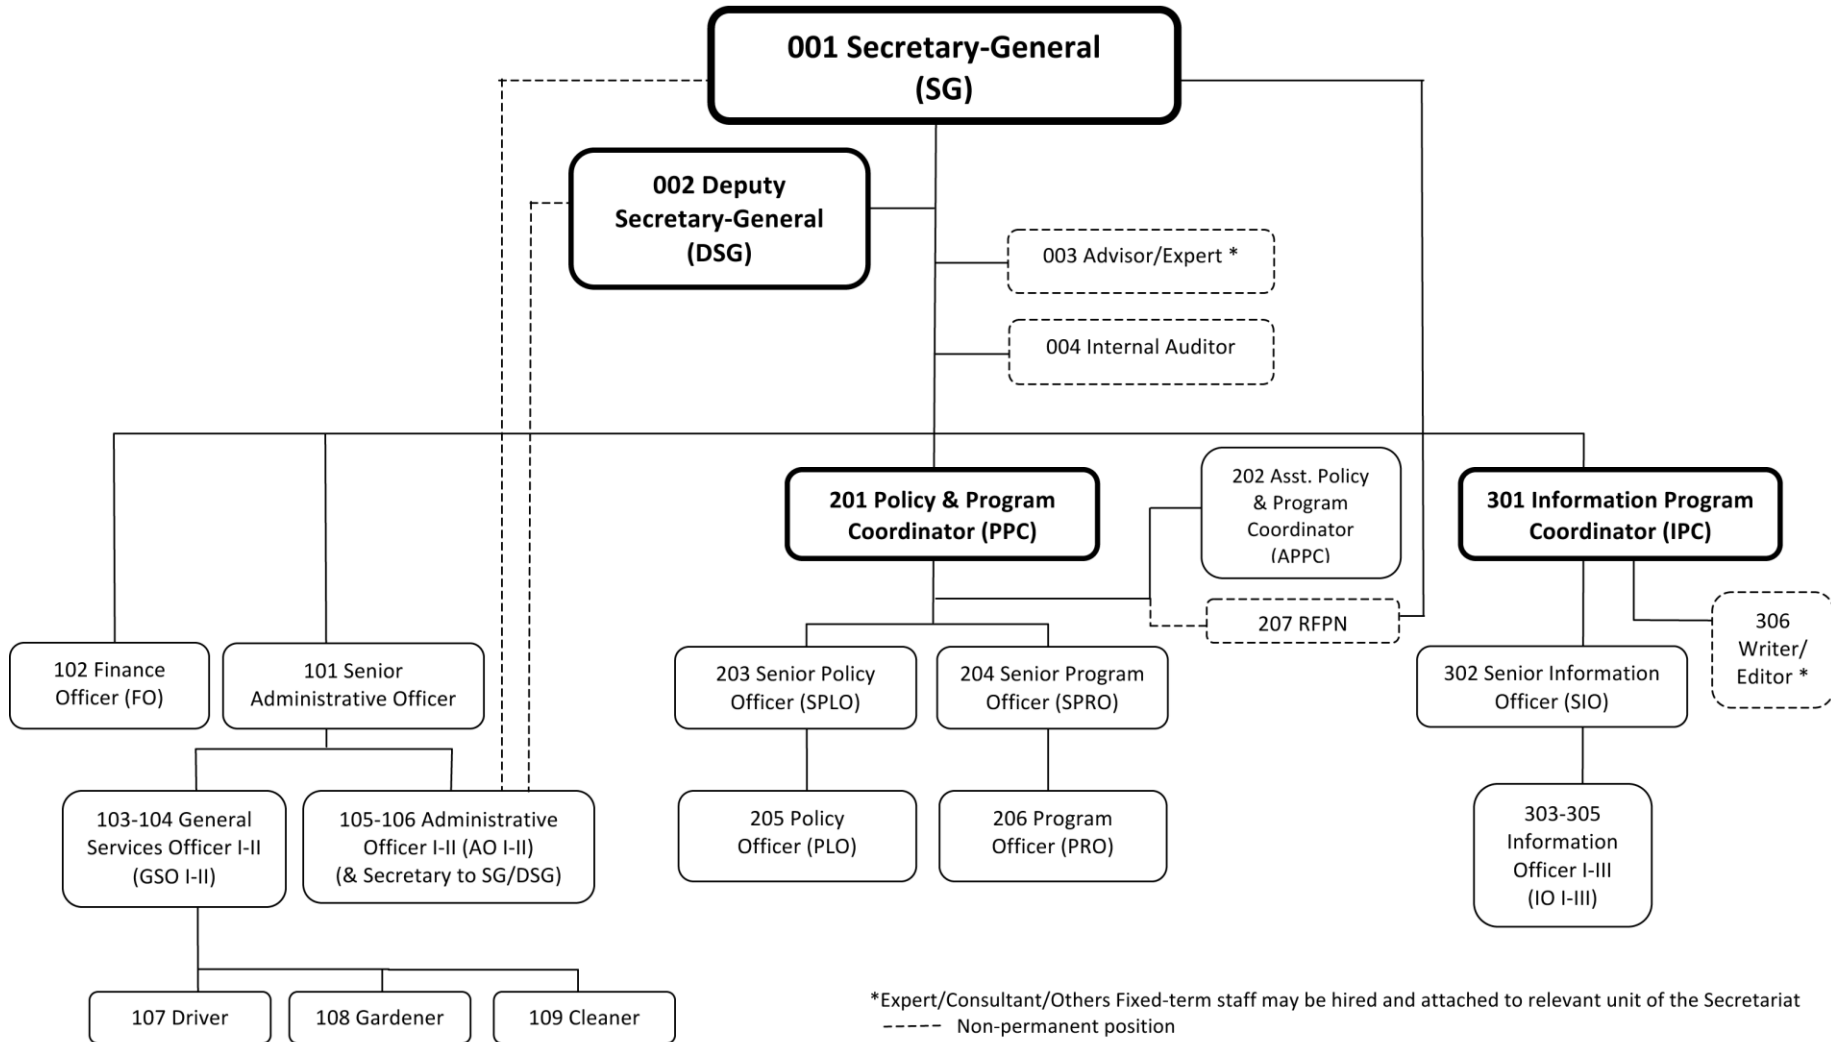 001 Secretary-General
(SG)
002 Deputy
Secretary-General
(DSG)
003 Advisor/Expert *
004 Internal Auditor
201 Policy & Program
Coordinator (PPC)
202 Asst. Policy
& Program
Coordinator
(APPC)
301 Information Program
Coordinator (IPC)
207 RFPN
306
Writer/
Editor *
102 Finance
Officer (FO)
101 Senior
Administrative Officer
203 Senior Policy
Officer (SPLO)
204 Senior Program
Officer (SPRO)
302 Senior Information
Officer (SIO)
103-104 General
Services Officer I-II
(GSO I-II)
105-106 Administrative
Officer I-II (AO I-II)
(& Secretary to SG/DSG)
205 Policy
Officer (PLO)
206 Program
Officer (PRO)
303-305
Information
Officer I-III
(IO I-III)
107 Driver
108 Gardener
109 Cleaner
*Expert/Consultant/Others Fixed-term staff may be hired and attached to relevant unit of the Secretariat
----- Non-permanent position